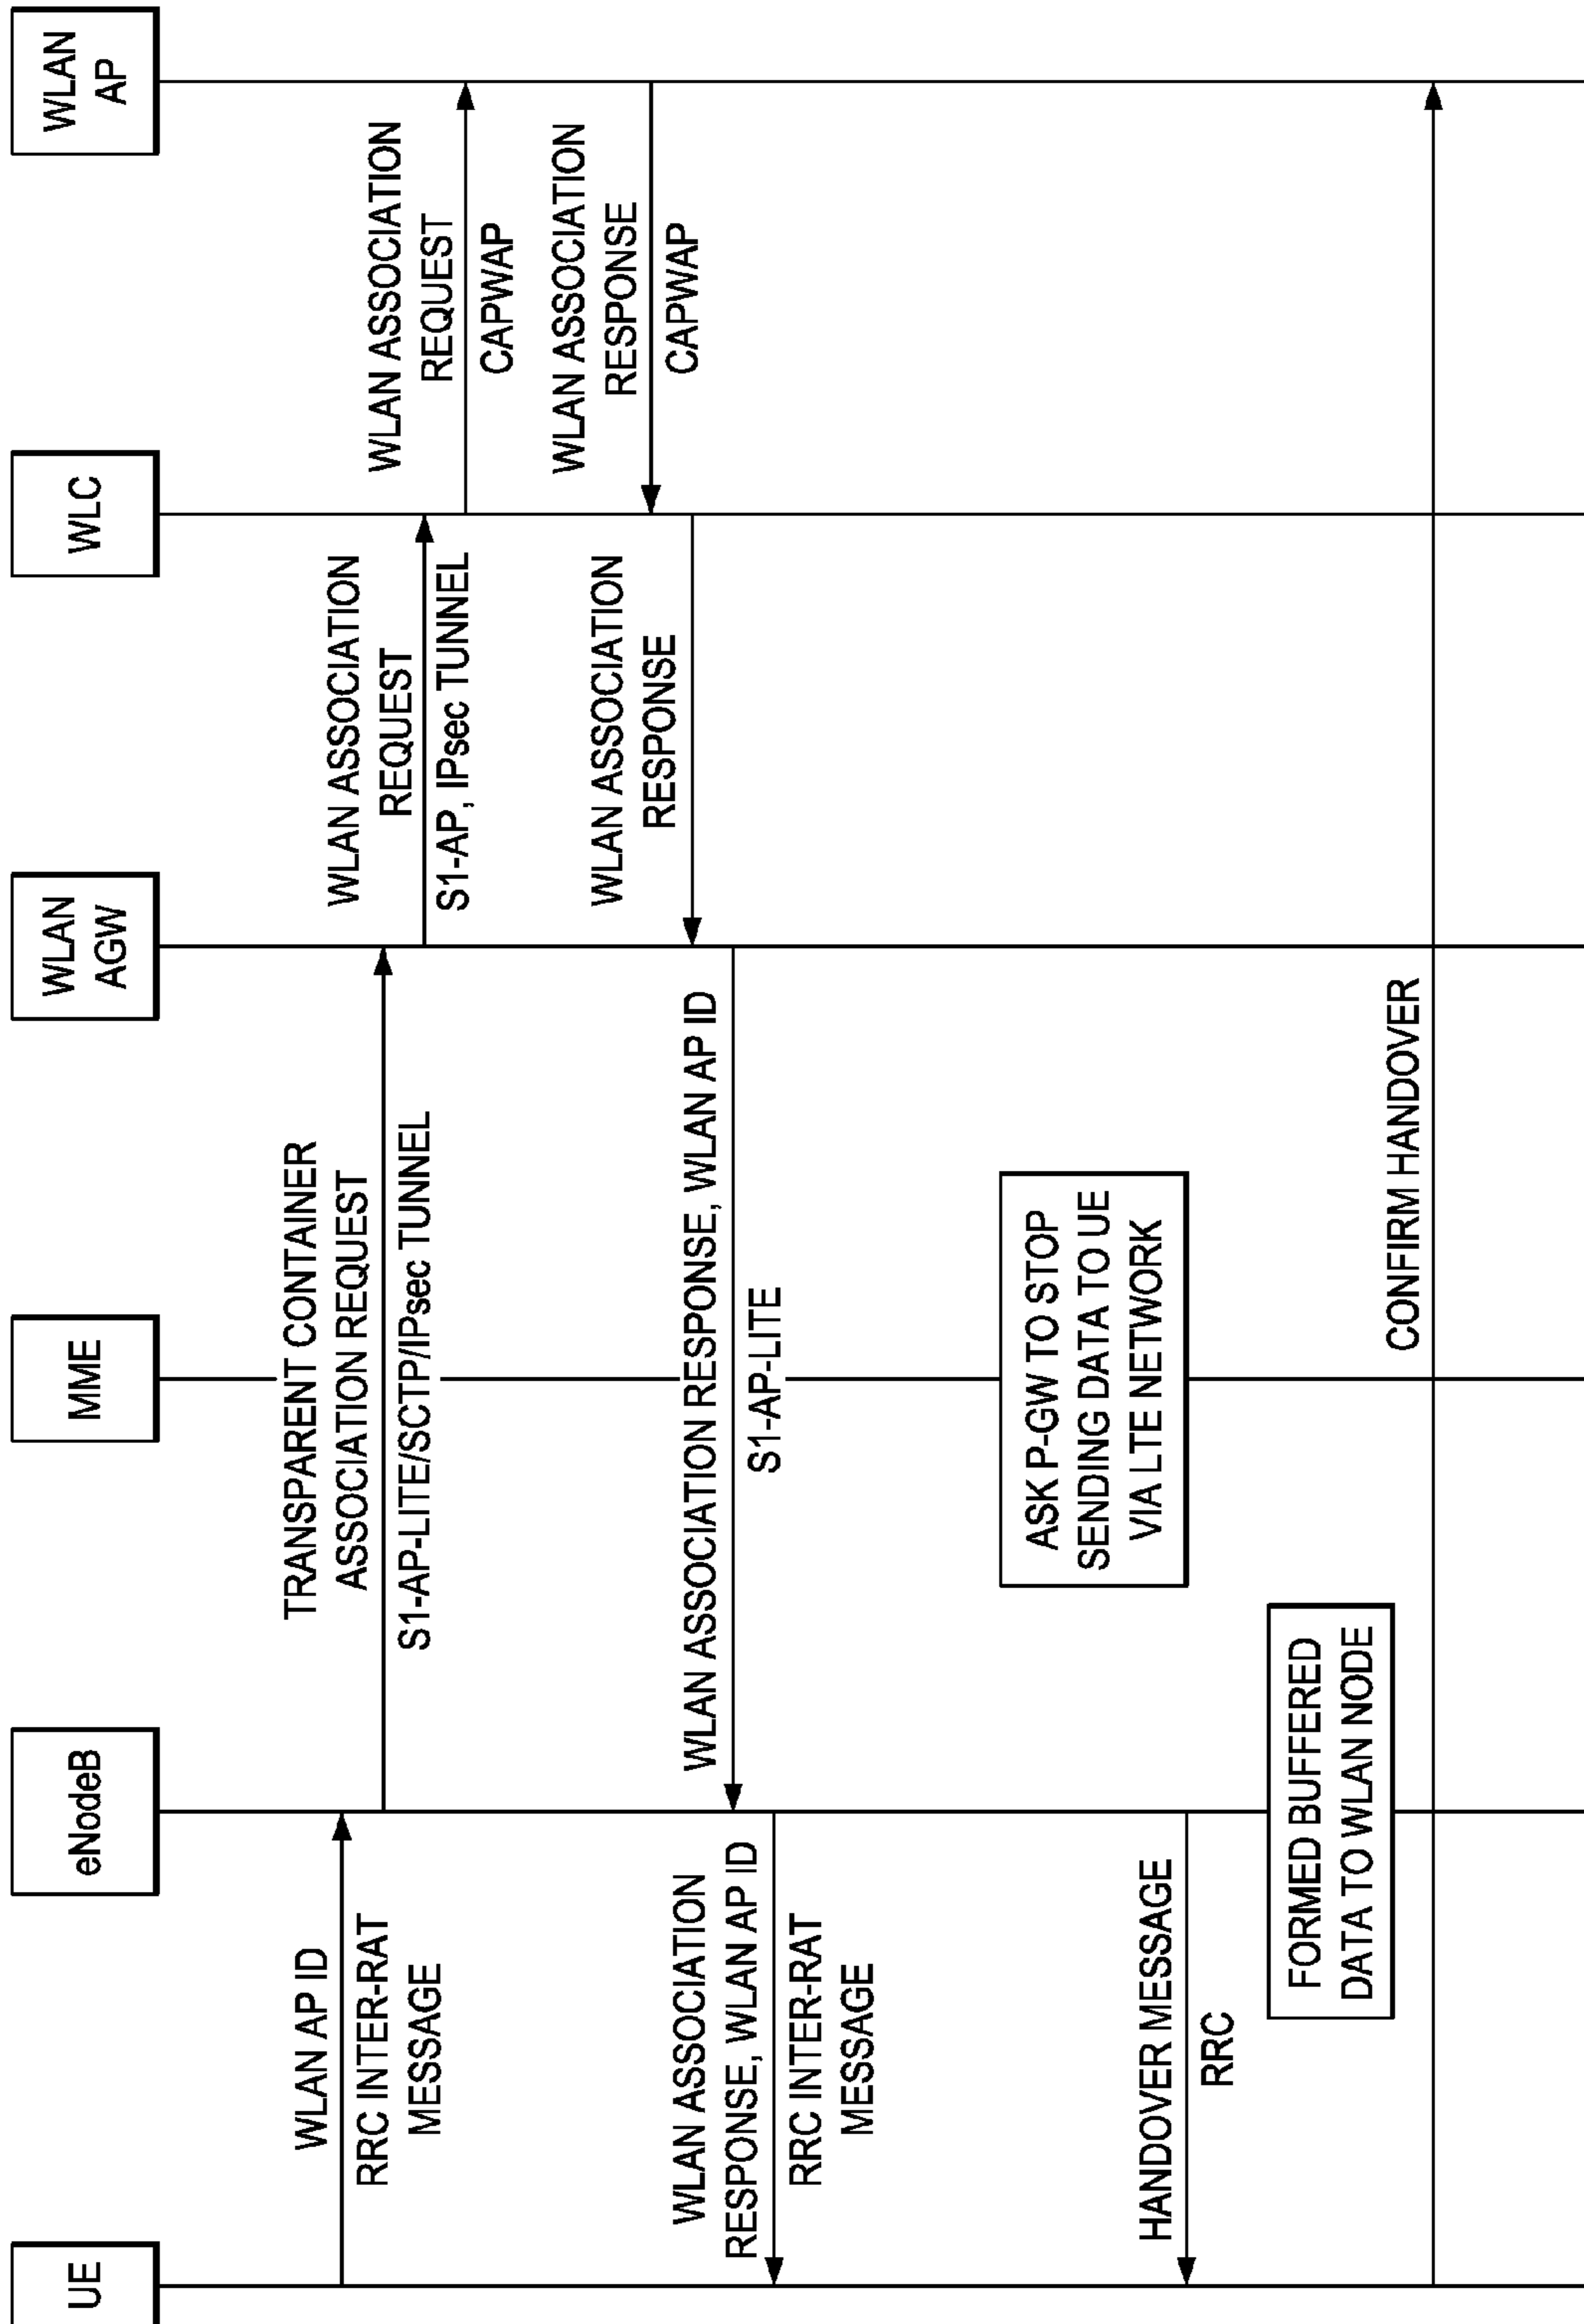 UE
eNodeB
MME
WLAN
AGW
WLC
WLAN
AP
WLAN AP ID
RRC INTER-RAT
MESSAGE
TRANSPARENT CONTAINER
ASSOCIATION REQUEST
S1-AP-LITE/SCTP/IPsec TUNNEL
WLAN ASSOCIATION
REQUEST
S1-AP, IPsec TUNNEL
WLAN ASSOCIATION
REQUEST
CAPWAP
WLAN ASSOCIATION
RESPONSE
CAPWAP
WLAN ASSOCIATION
RESPONSE
WLAN ASSOCIATION RESPONSE, WLAN AP ID
S1-AP-LITE
WLAN ASSOCIATION
RESPONSE, WLAN AP ID
RRC INTER-RAT
MESSAGE
ASK P-GW TO STOP
SENDING DATA TO UE
VIA LTE NETWORK
HANDOVER MESSAGE
RRC
FORMED BUFFERED
DATA TO WLAN NODE
CONFIRM HANDOVER